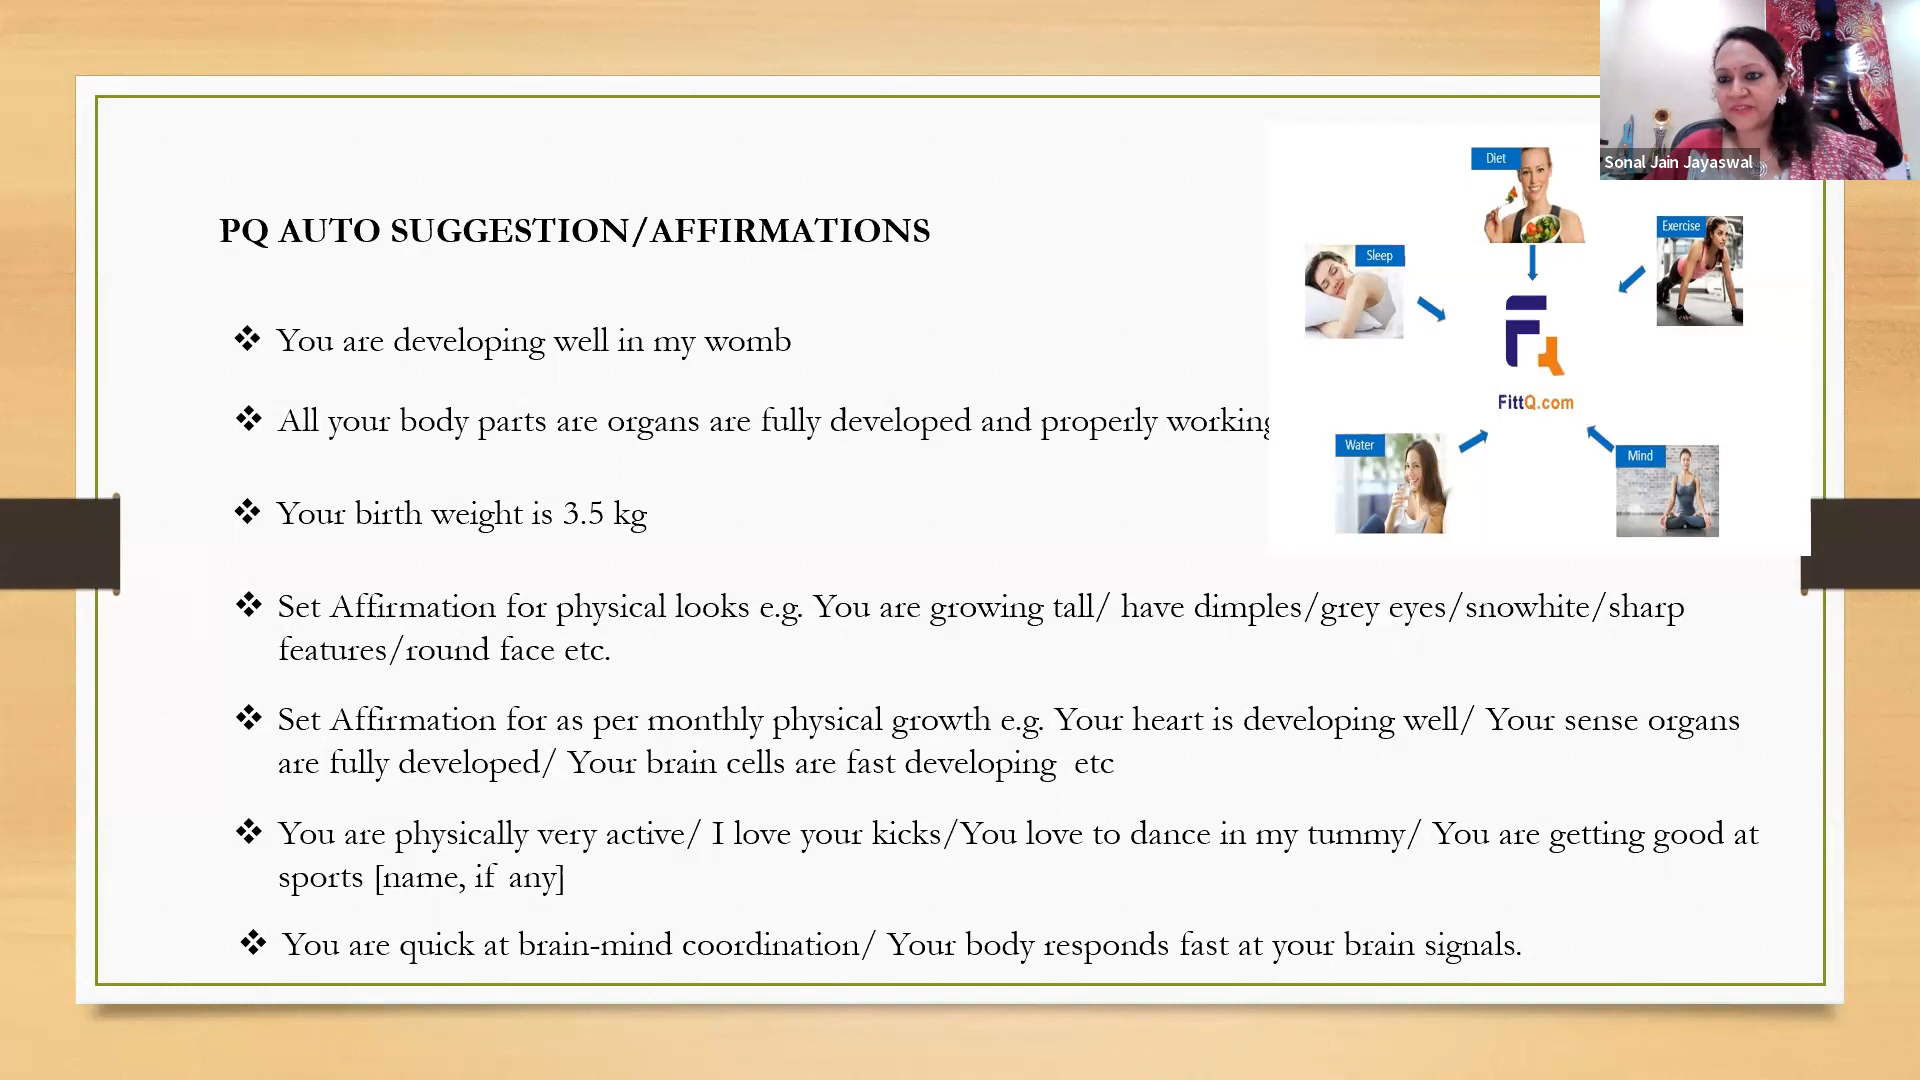 Sonal Jain Jayaswal
PQ AUTO SUGGESTION/AFFIRMATIONS
Diet
Exercise
Sleep
FQ
FittQ.com
Water
Mind
❖ You are developing well in my womb
❖ All your body parts are organs are fully developed and properly working
❖ Your birth weight is 3.5 kg
❖ Set Affirmation for physical looks e.g. You are growing tall/ have dimples/grey eyes/snowhite/sharp
features/round face etc.
❖ Set Affirmation for as per monthly physical growth e.g. Your heart is developing well/ Your sense organs
are fully developed/ Your brain cells are fast developing etc
❖ You are physically very active/ I love your kicks/You love to dance in my tummy/ You are getting good at
sports [name, if any]
❖ You are quick at brain-mind coordination/ Your body responds fast at your brain signals.